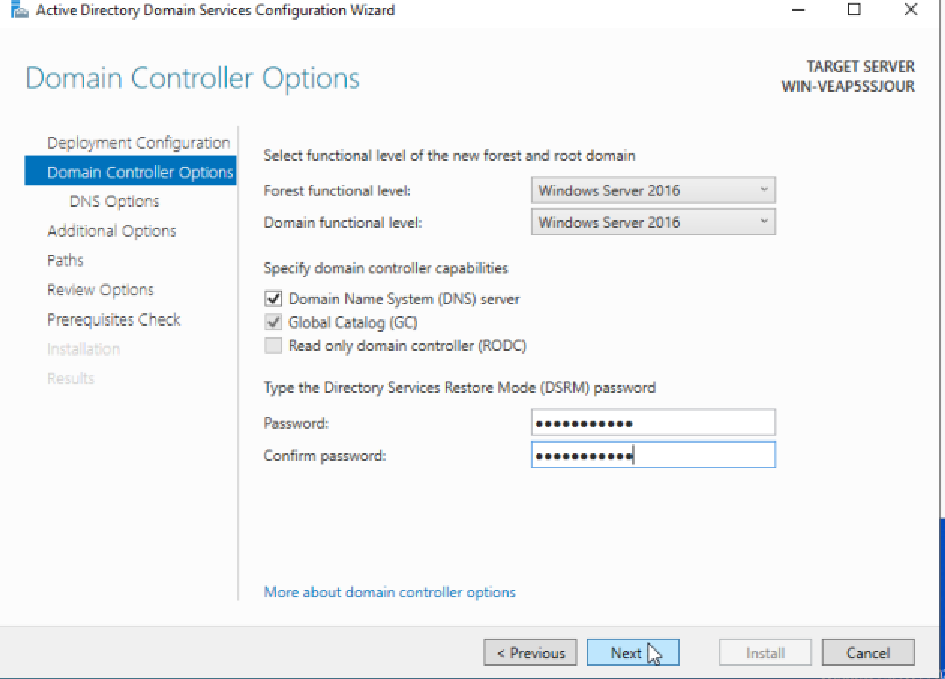 Active Directory Domain Services Configuration Wizard
Domain Controller Options
TARGET SERVER
WIN-VEAP5SSJOUR
Deployment Configuration
Domain Controller Options
DNS Options
Additional Options
Paths
Review Options
Prerequisites Check
Installation
Results
Select functional level of the new forest and root domain
Forest functional level:
Windows Server 2016
Domain functional level:
Windows Server 2016
Specify domain controller capabilities
Domain Name System (DNS) server
Global Catalog (GC)
Read only domain controller (RODC)
Type the Directory Services Restore Mode (DSRM) password
Password:
•••••••••••
Confirm password:
•••••••••••
More about domain controller options
< Previous
Next
Install
Cancel